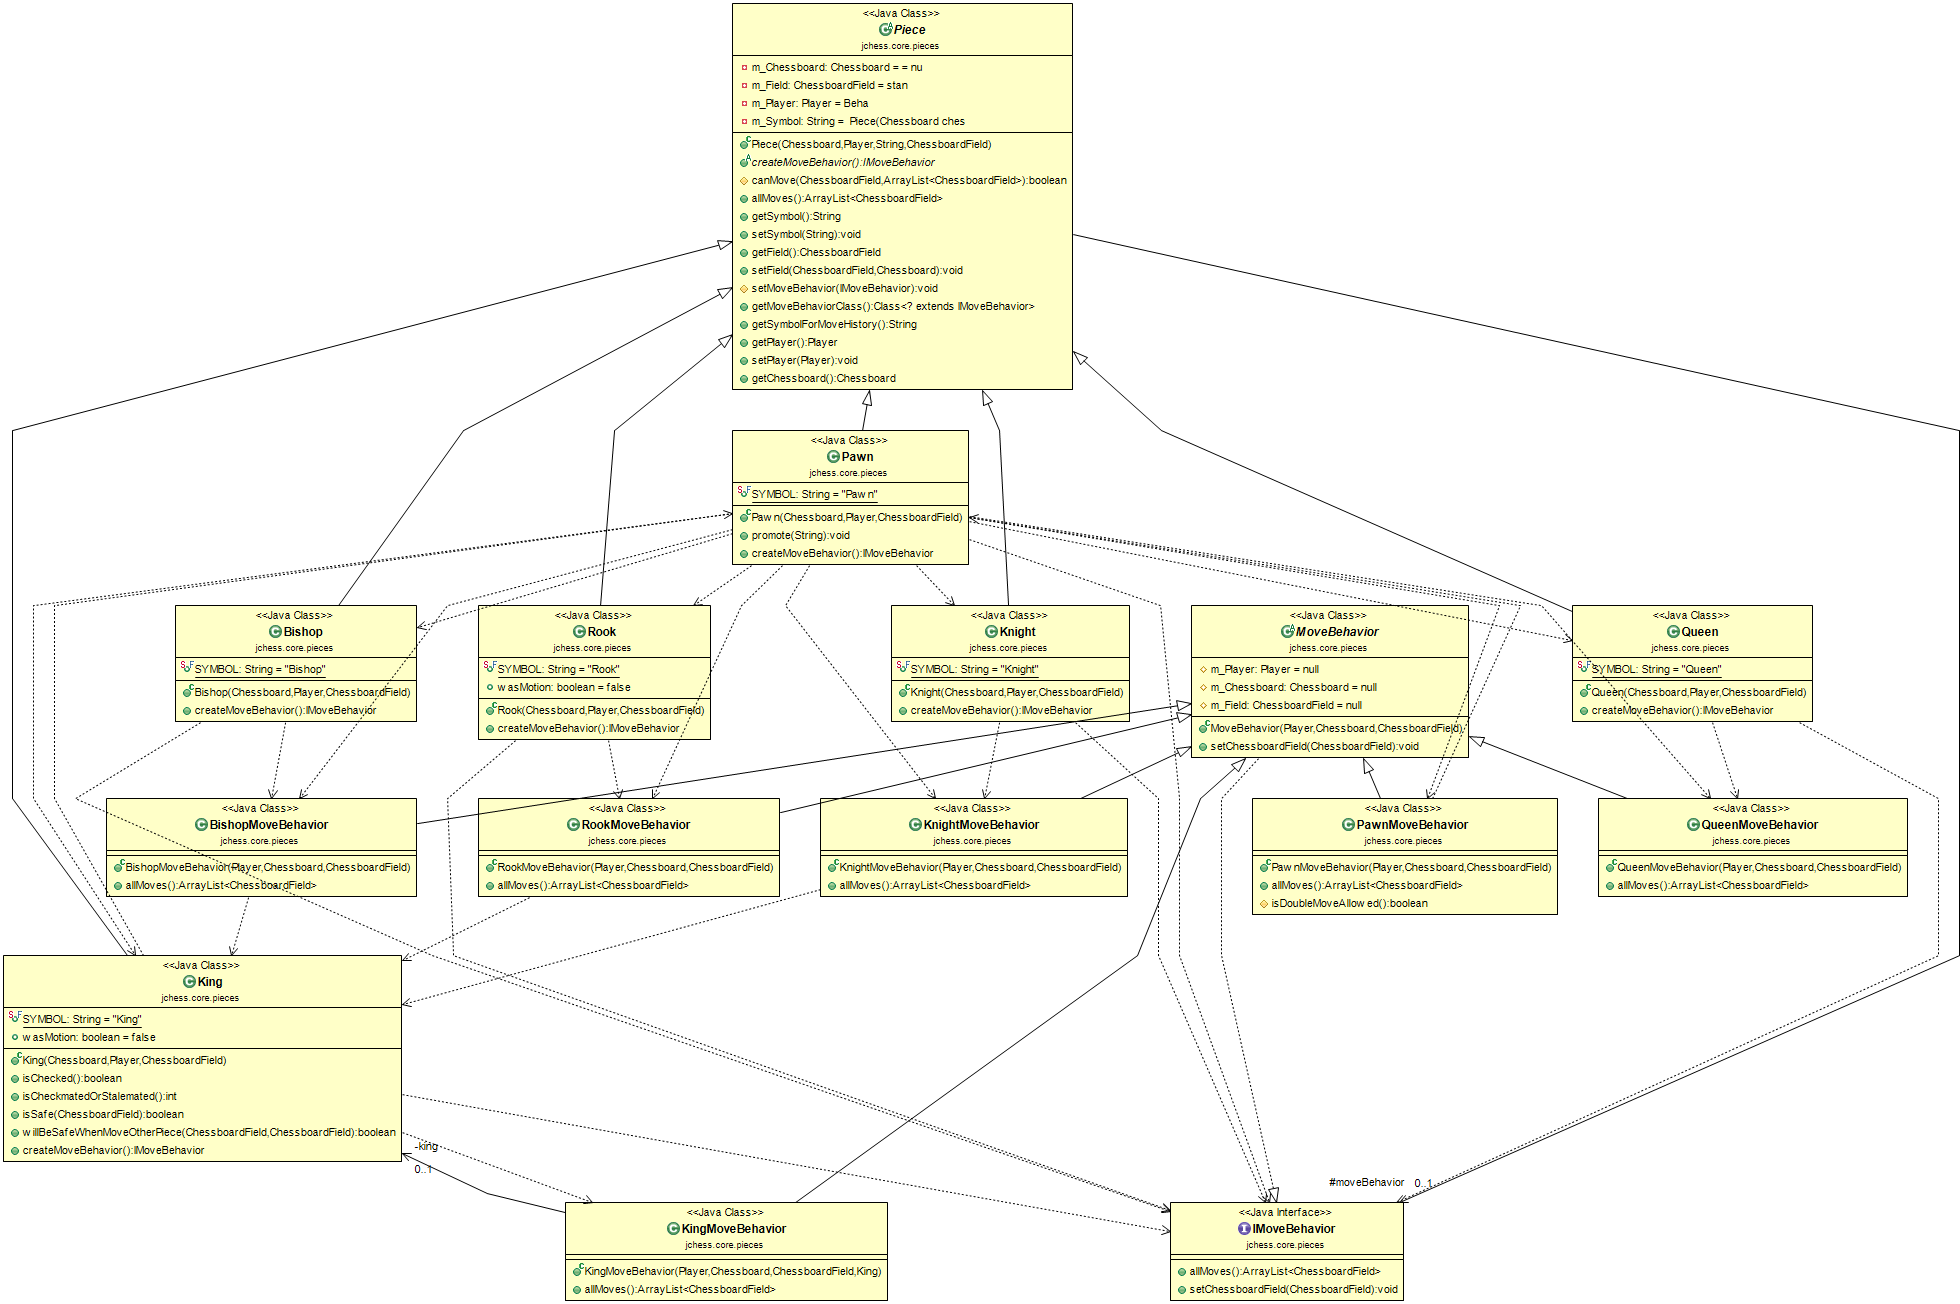 <<Java Class>>
Piece
jchess.core.pieces
m_Chessboard: Chessboard = = nu
m_Field: ChessboardField = stan
m_Player: Player = Beha
m_Symbol: String = Piece(Chessboard ches
Piece(Chessboard,Player,String,ChessboardField)
createMoveBehavior():IMoveBehavior
canMove(ChessboardField,ArrayList<ChessboardField>):boolean
allMoves():ArrayList<ChessboardField>
getSymbol():String
setSymbol(String):void
getField():ChessboardField
setField(ChessboardField,Chessboard):void
setMoveBehavior(IMoveBehavior):void
getMoveBehaviorClass():Class<? extends IMoveBehavior>
getSymbolForMoveHistory():String
getPlayer():Player
setPlayer(Player):void
getChessboard():Chessboard
<<Java Class>>
Pawn
jchess.core.pieces
SYMBOL: String = "Pawn"
Pawn(Chessboard,Player,ChessboardField)
promote(String):void
createMoveBehavior():IMoveBehavior
<<Java Class>>
Bishop
jchess.core.pieces
SYMBOL: String = "Bishop"
Bishop(Chessboard,Player,ChessboardField)
createMoveBehavior():IMoveBehavior
<<Java Class>>
Rook
jchess.core.pieces
SYMBOL: String = "Rook"
wasMotion: boolean = false
Rook(Chessboard,Player,ChessboardField)
createMoveBehavior():IMoveBehavior
<<Java Class>>
Knight
jchess.core.pieces
SYMBOL: String = "Knight"
Knight(Chessboard,Player,ChessboardField)
createMoveBehavior():IMoveBehavior
<<Java Class>>
MoveBehavior
jchess.core.pieces
m_Player: Player = null
m_Chessboard: Chessboard = null
m_Field: ChessboardField = null
MoveBehavior(Player,Chessboard,ChessboardField)
setChessboardField(ChessboardField):void
<<Java Class>>
Queen
jchess.core.pieces
SYMBOL: String = "Queen"
Queen(Chessboard,Player,ChessboardField)
createMoveBehavior():IMoveBehavior
<<Java Class>>
BishopMoveBehavior
jchess.core.pieces
BishopMoveBehavior(Player,Chessboard,ChessboardField)
allMoves():ArrayList<ChessboardField>
<<Java Class>>
RookMoveBehavior
jchess.core.pieces
RookMoveBehavior(Player,Chessboard,ChessboardField)
allMoves():ArrayList<ChessboardField>
<<Java Class>>
KnightMoveBehavior
jchess.core.pieces
KnightMoveBehavior(Player,Chessboard,ChessboardField)
allMoves():ArrayList<ChessboardField>
<<Java Class>>
PawnMoveBehavior
jchess.core.pieces
PawnMoveBehavior(Player,Chessboard,ChessboardField)
allMoves():ArrayList<ChessboardField>
isDoubleMoveAllowed():boolean
<<Java Class>>
QueenMoveBehavior
jchess.core.pieces
QueenMoveBehavior(Player,Chessboard,ChessboardField)
allMoves():ArrayList<ChessboardField>
<<Java Class>>
King
jchess.core.pieces
SYMBOL: String = "King"
wasMotion: boolean = false
King(Chessboard,Player,ChessboardField)
isChecked():boolean
isCheckmatedOrStalemated():int
isSafe(ChessboardField):boolean
willBeSafeWhenMoveOtherPiece(ChessboardField,ChessboardField):boolean
createMoveBehavior():IMoveBehavior
-king
0..1
#moveBehavior 0..1
<<Java Class>>
KingMoveBehavior
jchess.core.pieces
KingMoveBehavior(Player,Chessboard,ChessboardField,King)
allMoves():ArrayList<ChessboardField>
<<Java Interface>>
IMoveBehavior
jchess.core.pieces
allMoves():ArrayList<ChessboardField>
setChessboardField(ChessboardField):void